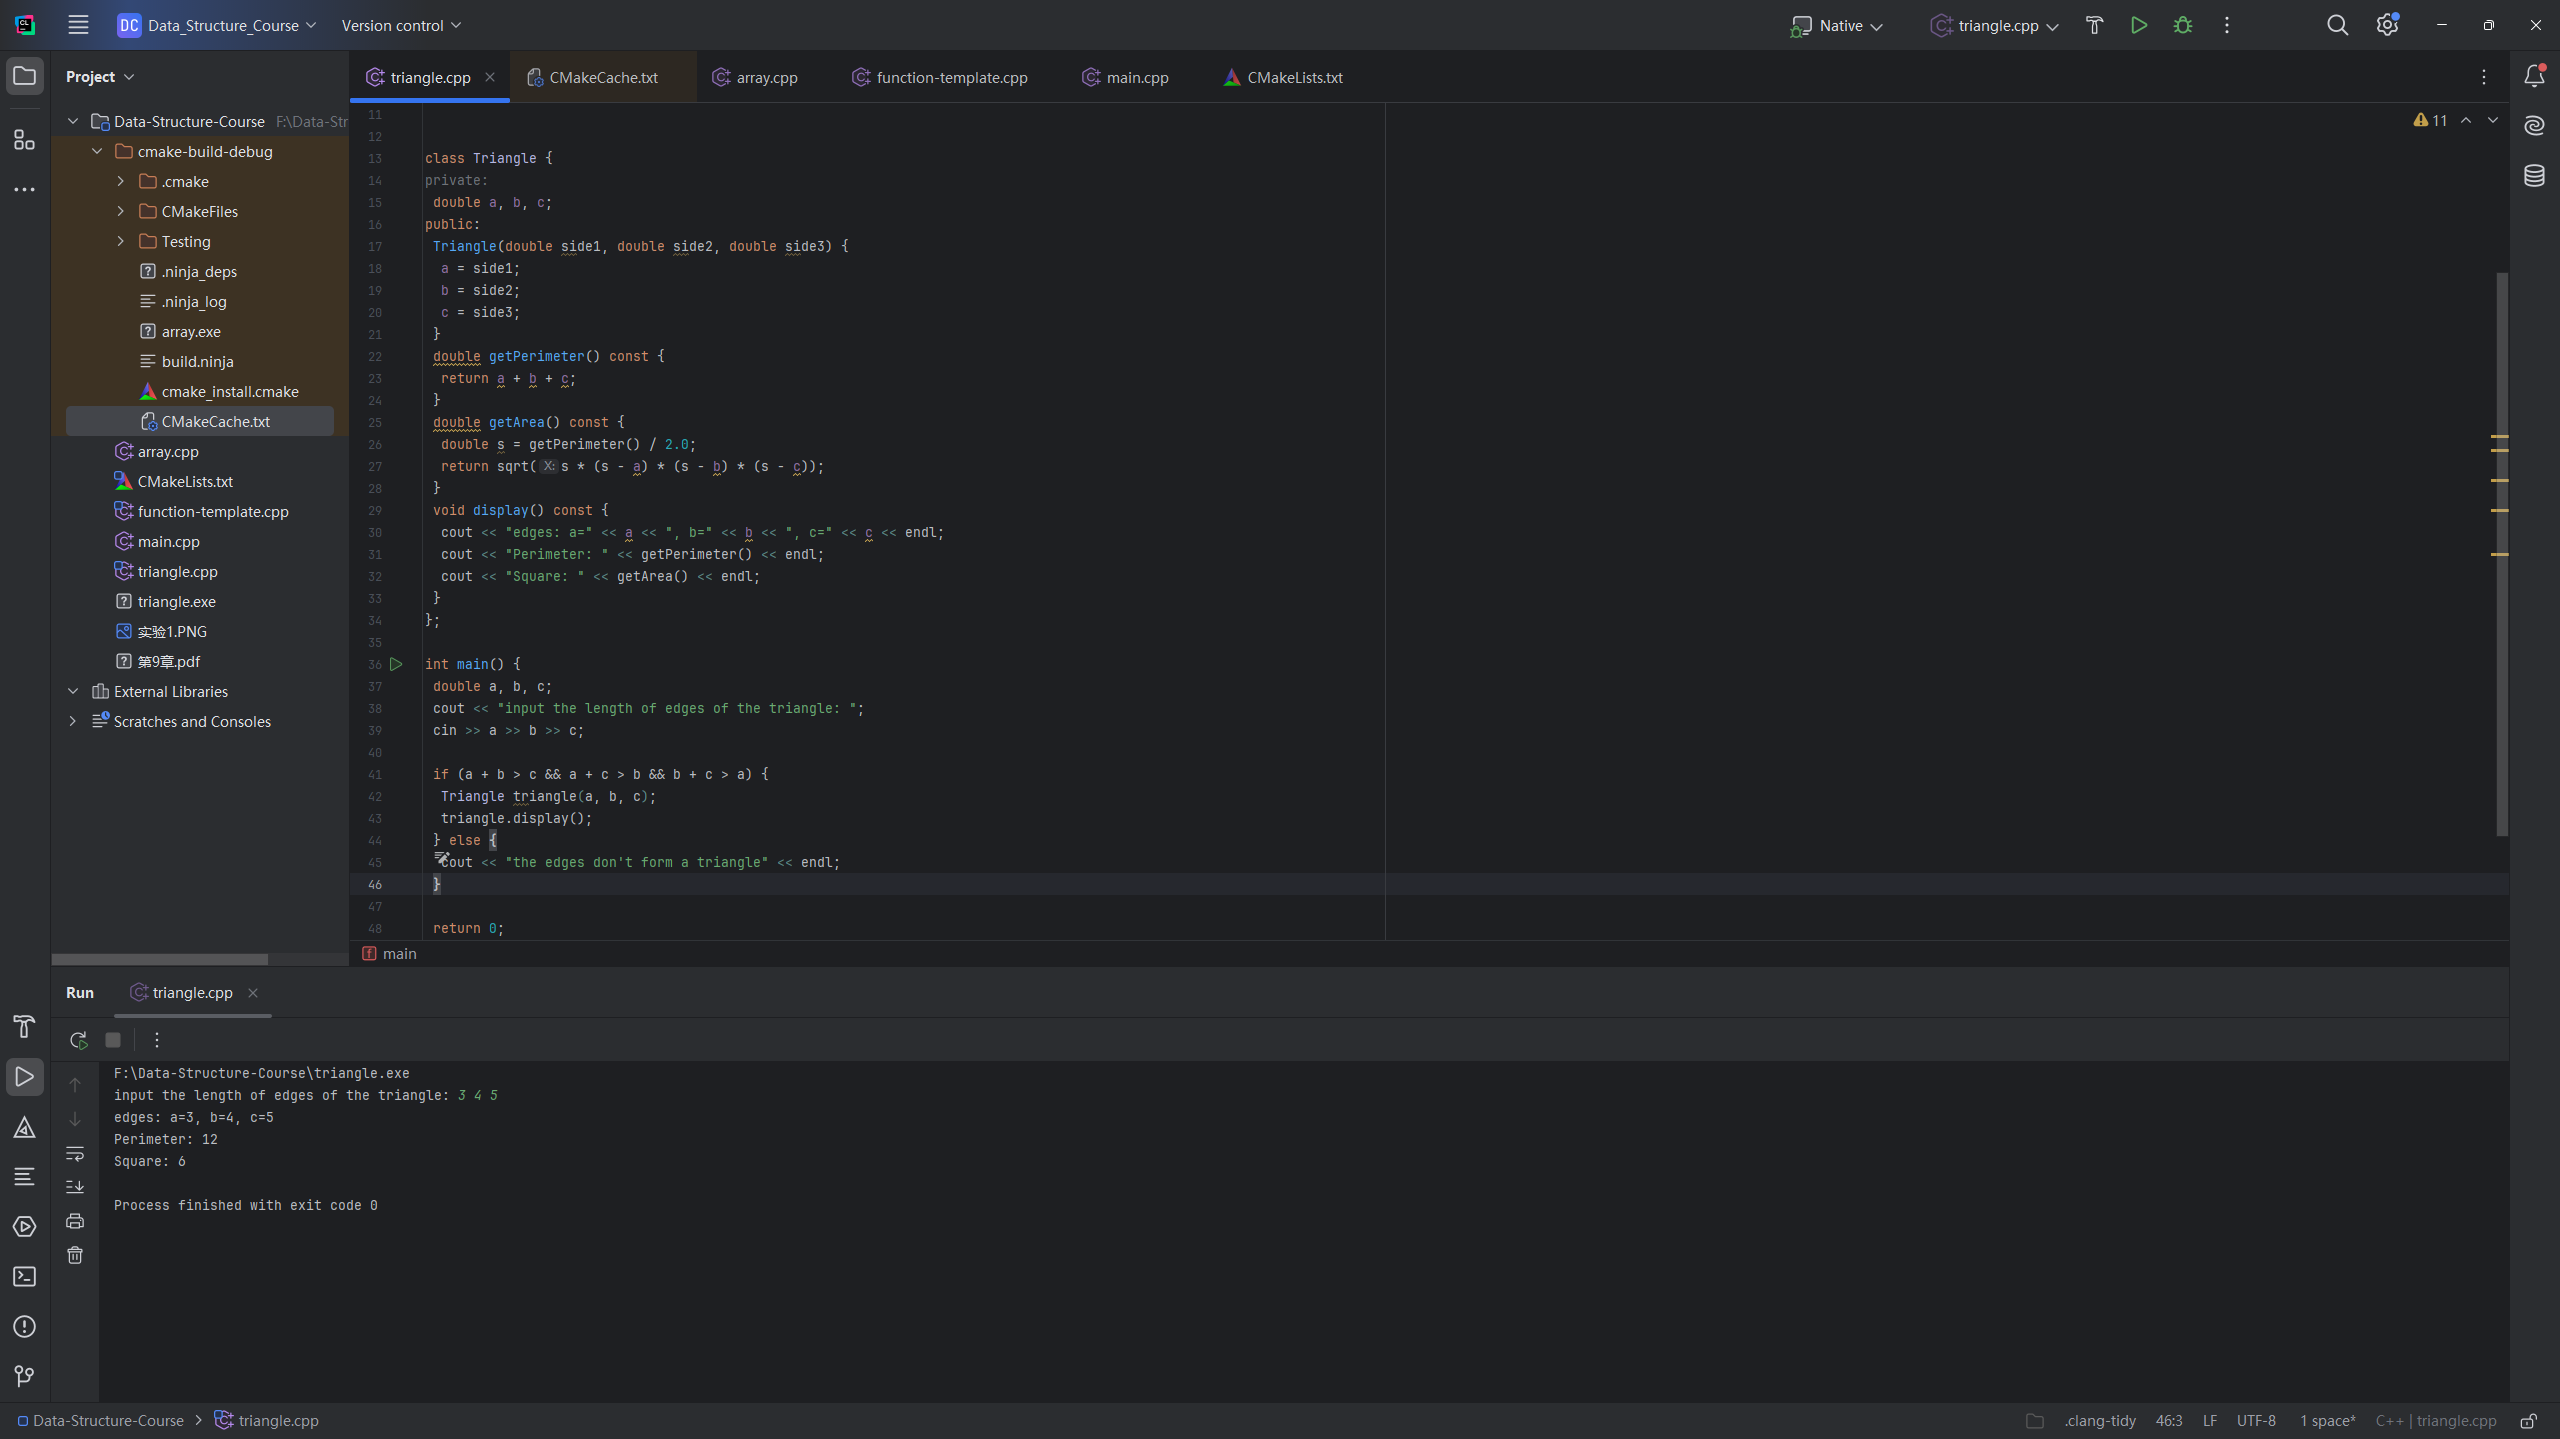 DC Data_Structure_Course Version control Native triangle.cpp
Project
triangle.cpp CMakeCache.txt array.cpp function-template.cpp main.cpp CMakeLists.txt
Data-Structure-Course F:\Data-Str
cmake-build-debug
.cmake
CMakeFiles
Testing
.ninja_deps
.ninja_log
array.exe
build.ninja
cmake_install.cmake
CMakeCache.txt
array.cpp
CMakeLists.txt
function-template.cpp
main.cpp
triangle.cpp
triangle.exe
实验1.PNG
第9章.pdf
External Libraries
Scratches and Consoles
11
11
12
13 class Triangle {
14 private:
15 double a, b, c;
16 public:
17 Triangle(double side1, double side2, double side3) {
18 a = side1;
19 b = side2;
20 c = side3;
21 }
22 double getPerimeter() const {
23 return a + b + c;
24 }
25 double getArea() const {
26 double s = getPerimeter() / 2.0;
27 return sqrt( X: s * (s - a) * (s - b) * (s - c));
28 }
29 void display() const {
30 cout << "edges: a=" << a << ", b=" << b << ", c=" << c << endl;
31 cout << "Perimeter: " << getPerimeter() << endl;
32 cout << "Square: " << getArea() << endl;
33 }
34 };
35
36 int main() {
37 double a, b, c;
38 cout << "input the length of edges of the triangle: ";
39 cin >> a >> b >> c;
40
41 if (a + b > c && a + c > b && b + c > a) {
42 Triangle triangle(a, b, c);
43 triangle.display();
44 } else {
45 cout << "the edges don't form a triangle" << endl;
46 }
47
48 return 0;
main
Run triangle.cpp
F:\Data-Structure-Course\triangle.exe
input the length of edges of the triangle: 3 4 5
edges: a=3, b=4, c=5
Perimeter: 12
Square: 6
Process finished with exit code 0
Data-Structure-Course triangle.cpp .clang-tidy 46:3 LF UTF-8 1 space* C++ | triangle.cpp